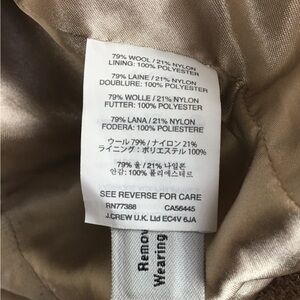 79% WOOL / 21% NYLON
LINING: 100% POLYESTER
79% LAINE / 21% NYLON
DOUBLURE: 100% POLYESTER
79% WOLLE / 21% NYLON
FUTTER: 100% POLYESTER
79% LANA / 21% NYLON
FODERA: 100% POLIESTERE
ウール 79% / ナイロン 21%
ライニング : ポリエステル 100%
79% 울 / 21% 나일론
안감: 100% 폴리에스테르
SEE REVERSE FOR CARE
RN77388 CA56445
J.CREW U.K. Ltd EC4V 6JA
Remov
Wearing